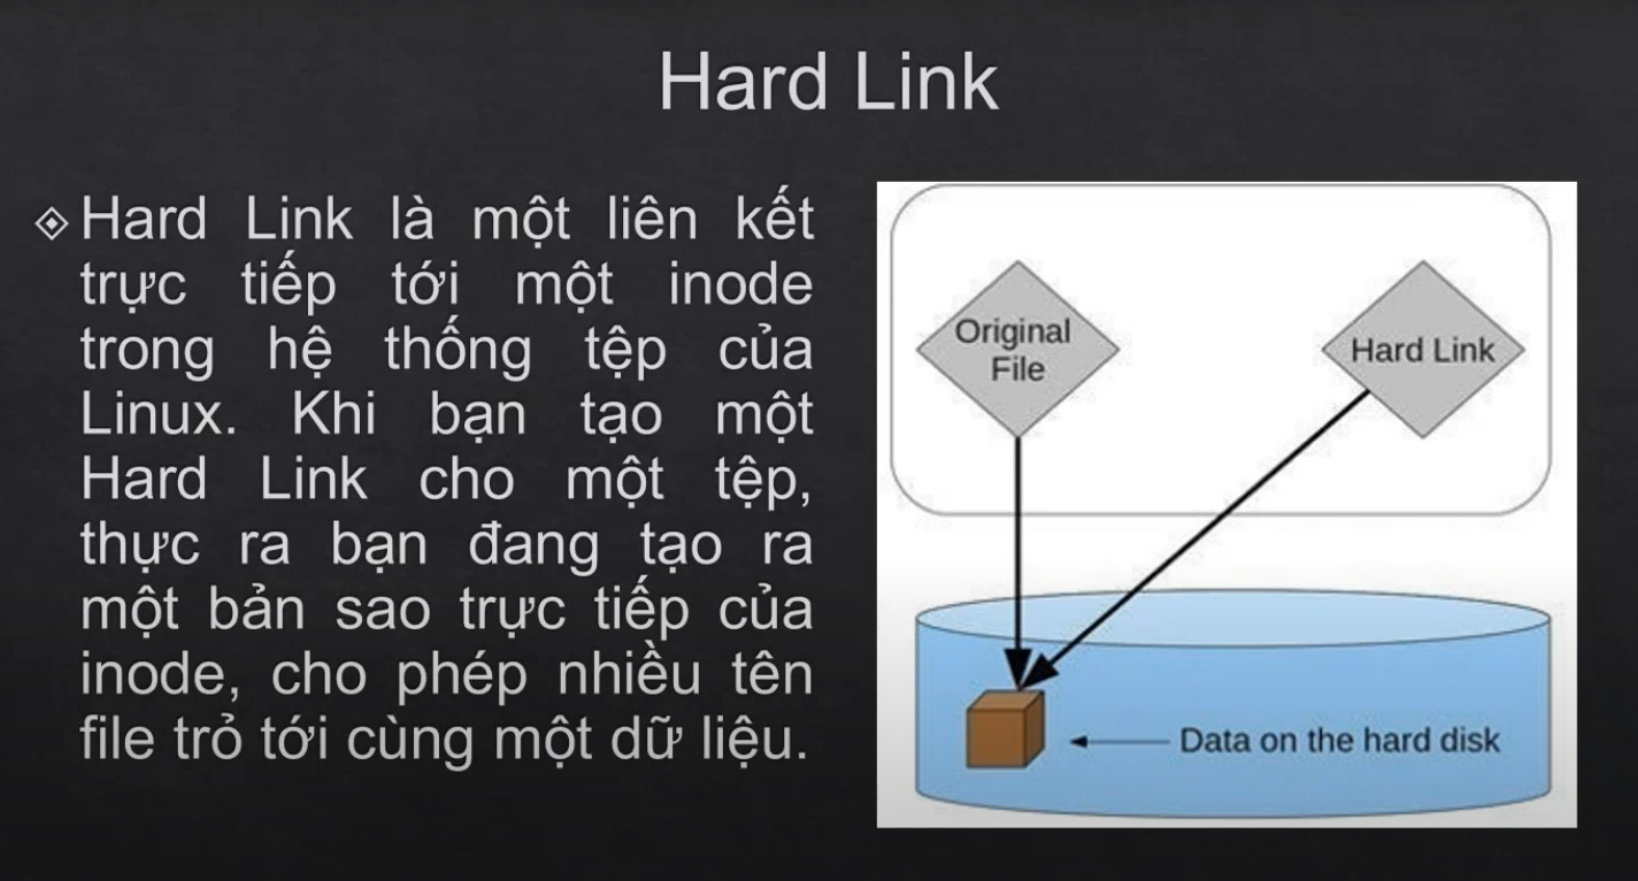 Hard Link
Hard Link là một liên kết
trực tiếp tới một inode
trong hệ thống tệp của
Linux. Khi bạn tạo một
Hard Link cho một tệp,
thực ra bạn đang tạo ra
một bản sao trực tiếp của
inode, cho phép nhiều tên
file trỏ tới cùng một dữ liệu.
Original
File
Hard Link
Data on the hard disk